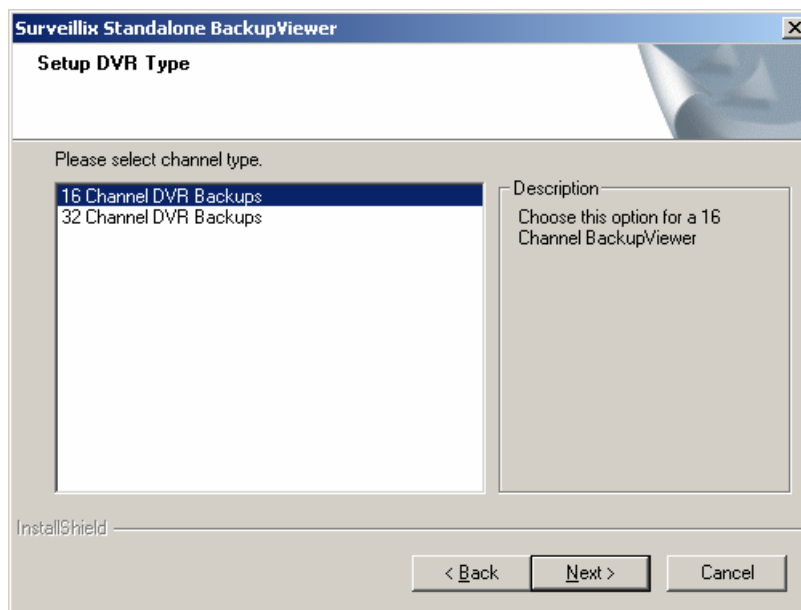 Surveillix Standalone BackupViewer
Setup DVR Type
Please select channel type.
16 Channel DVR Backups
32 Channel DVR Backups
Description
Choose this option for a 16
Channel BackupViewer
InstallShield
< Back
Next >
Cancel